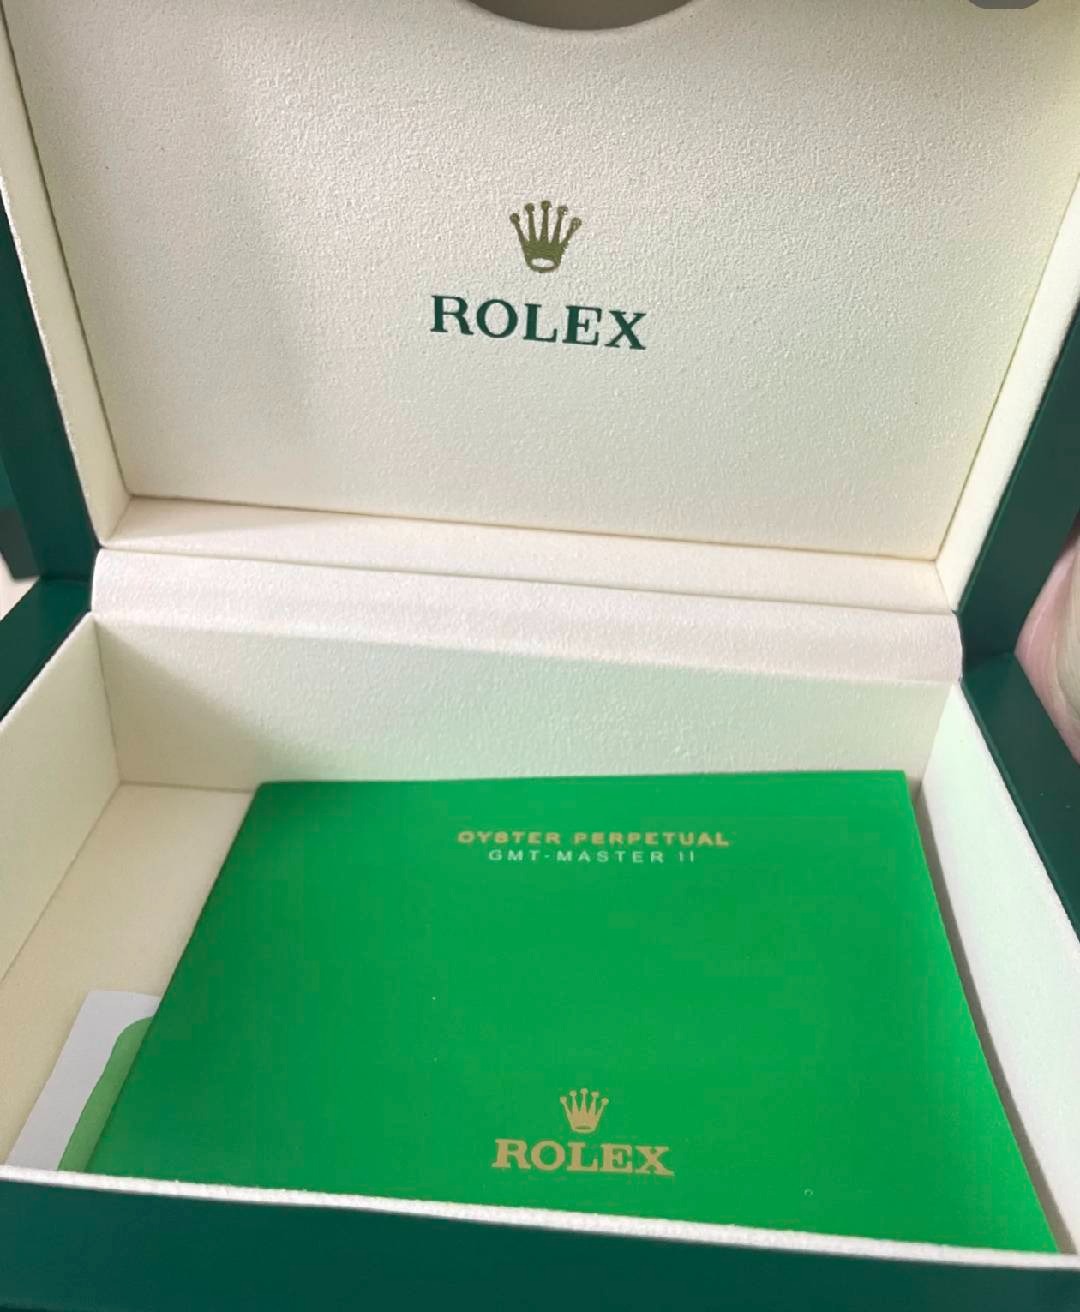 ROLEX
OYSTER PERPETUAL
GMT-MASTER II
ROLEX